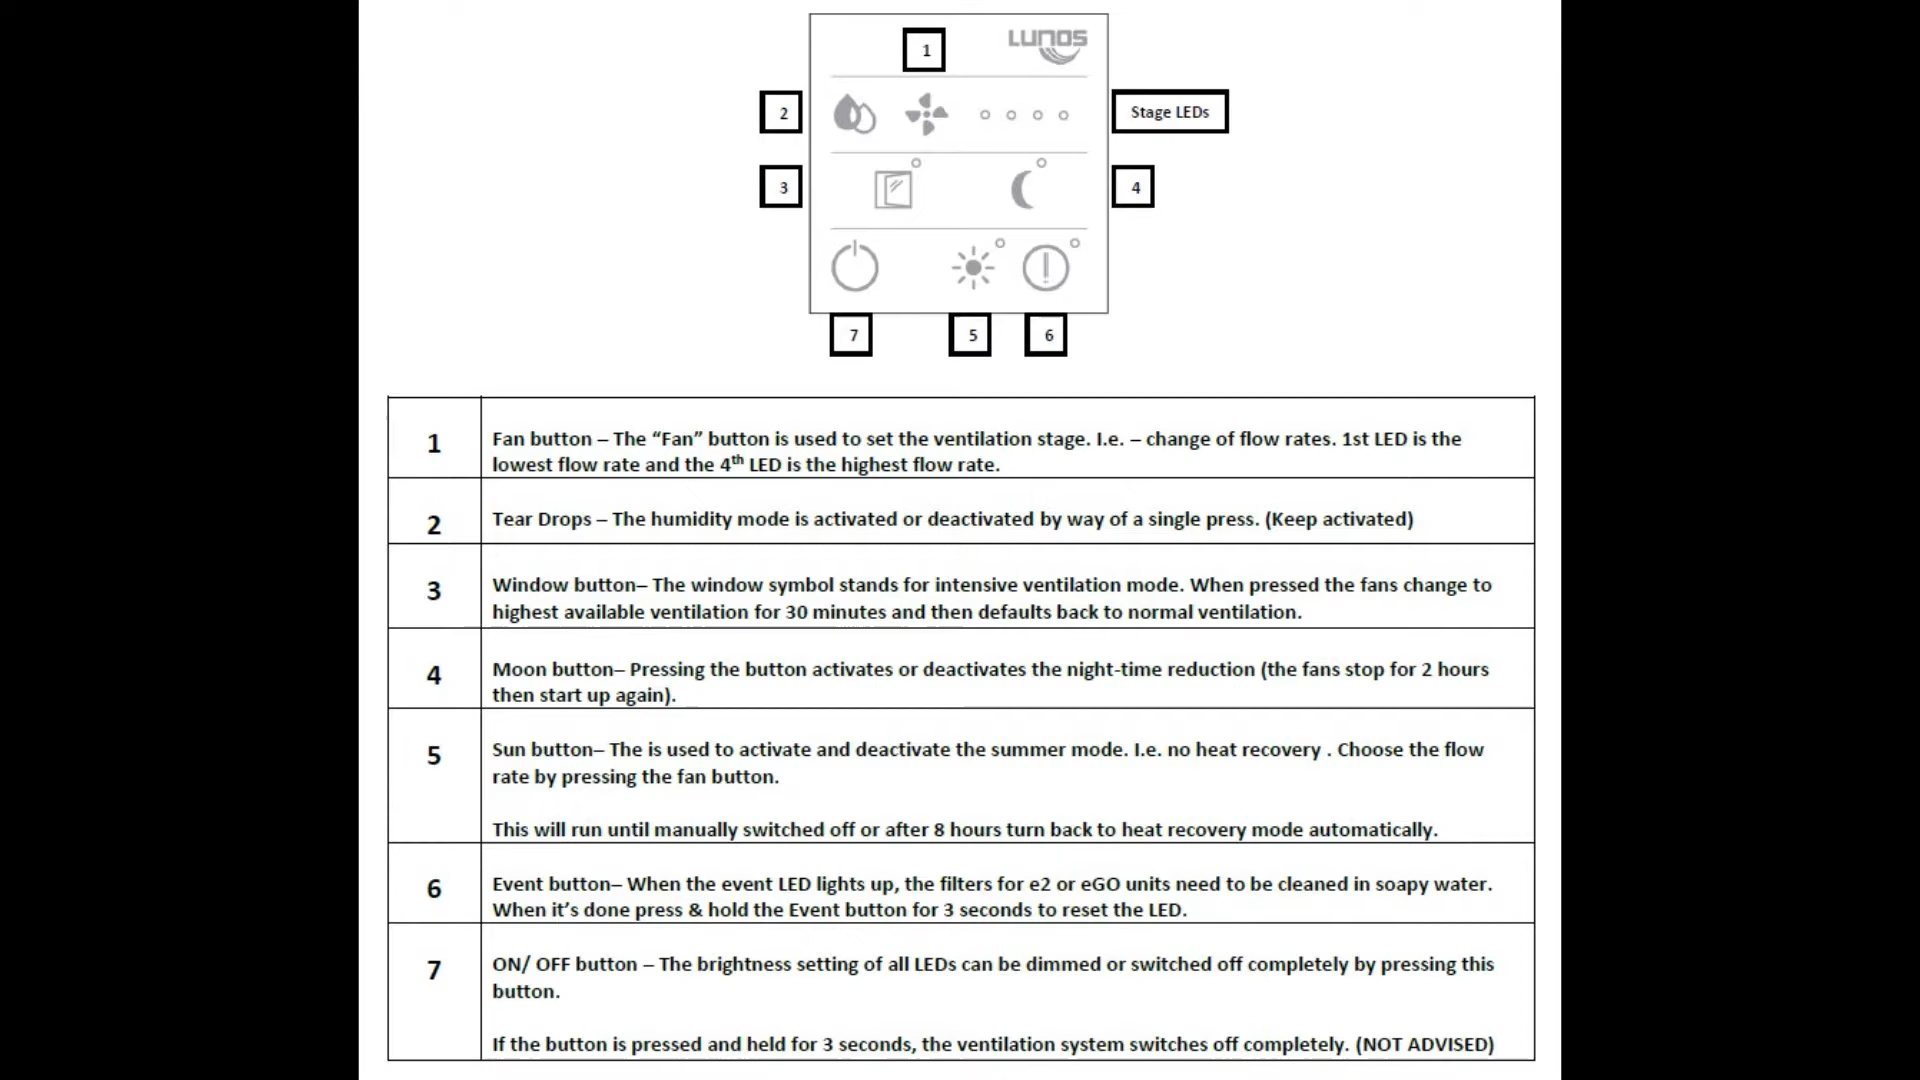 1
LUNOS
2
Stage LEDs
3
4
7
5
6
1
Fan button – The “Fan” button is used to set the ventilation stage. I.e. – change of flow rates. 1st LED is the
lowest flow rate and the 4th LED is the highest flow rate.
2
Tear Drops – The humidity mode is activated or deactivated by way of a single press. (Keep activated)
3
Window button– The window symbol stands for intensive ventilation mode. When pressed the fans change to
highest available ventilation for 30 minutes and then defaults back to normal ventilation.
4
Moon button– Pressing the button activates or deactivates the night-time reduction (the fans stop for 2 hours
then start up again).
5
Sun button– The is used to activate and deactivate the summer mode. I.e. no heat recovery . Choose the flow
rate by pressing the fan button.
This will run until manually switched off or after 8 hours turn back to heat recovery mode automatically.
6
Event button– When the event LED lights up, the filters for e2 or eGO units need to be cleaned in soapy water.
When it’s done press & hold the Event button for 3 seconds to reset the LED.
7
ON/ OFF button – The brightness setting of all LEDs can be dimmed or switched off completely by pressing this
button.
If the button is pressed and held for 3 seconds, the ventilation system switches off completely. (NOT ADVISED)